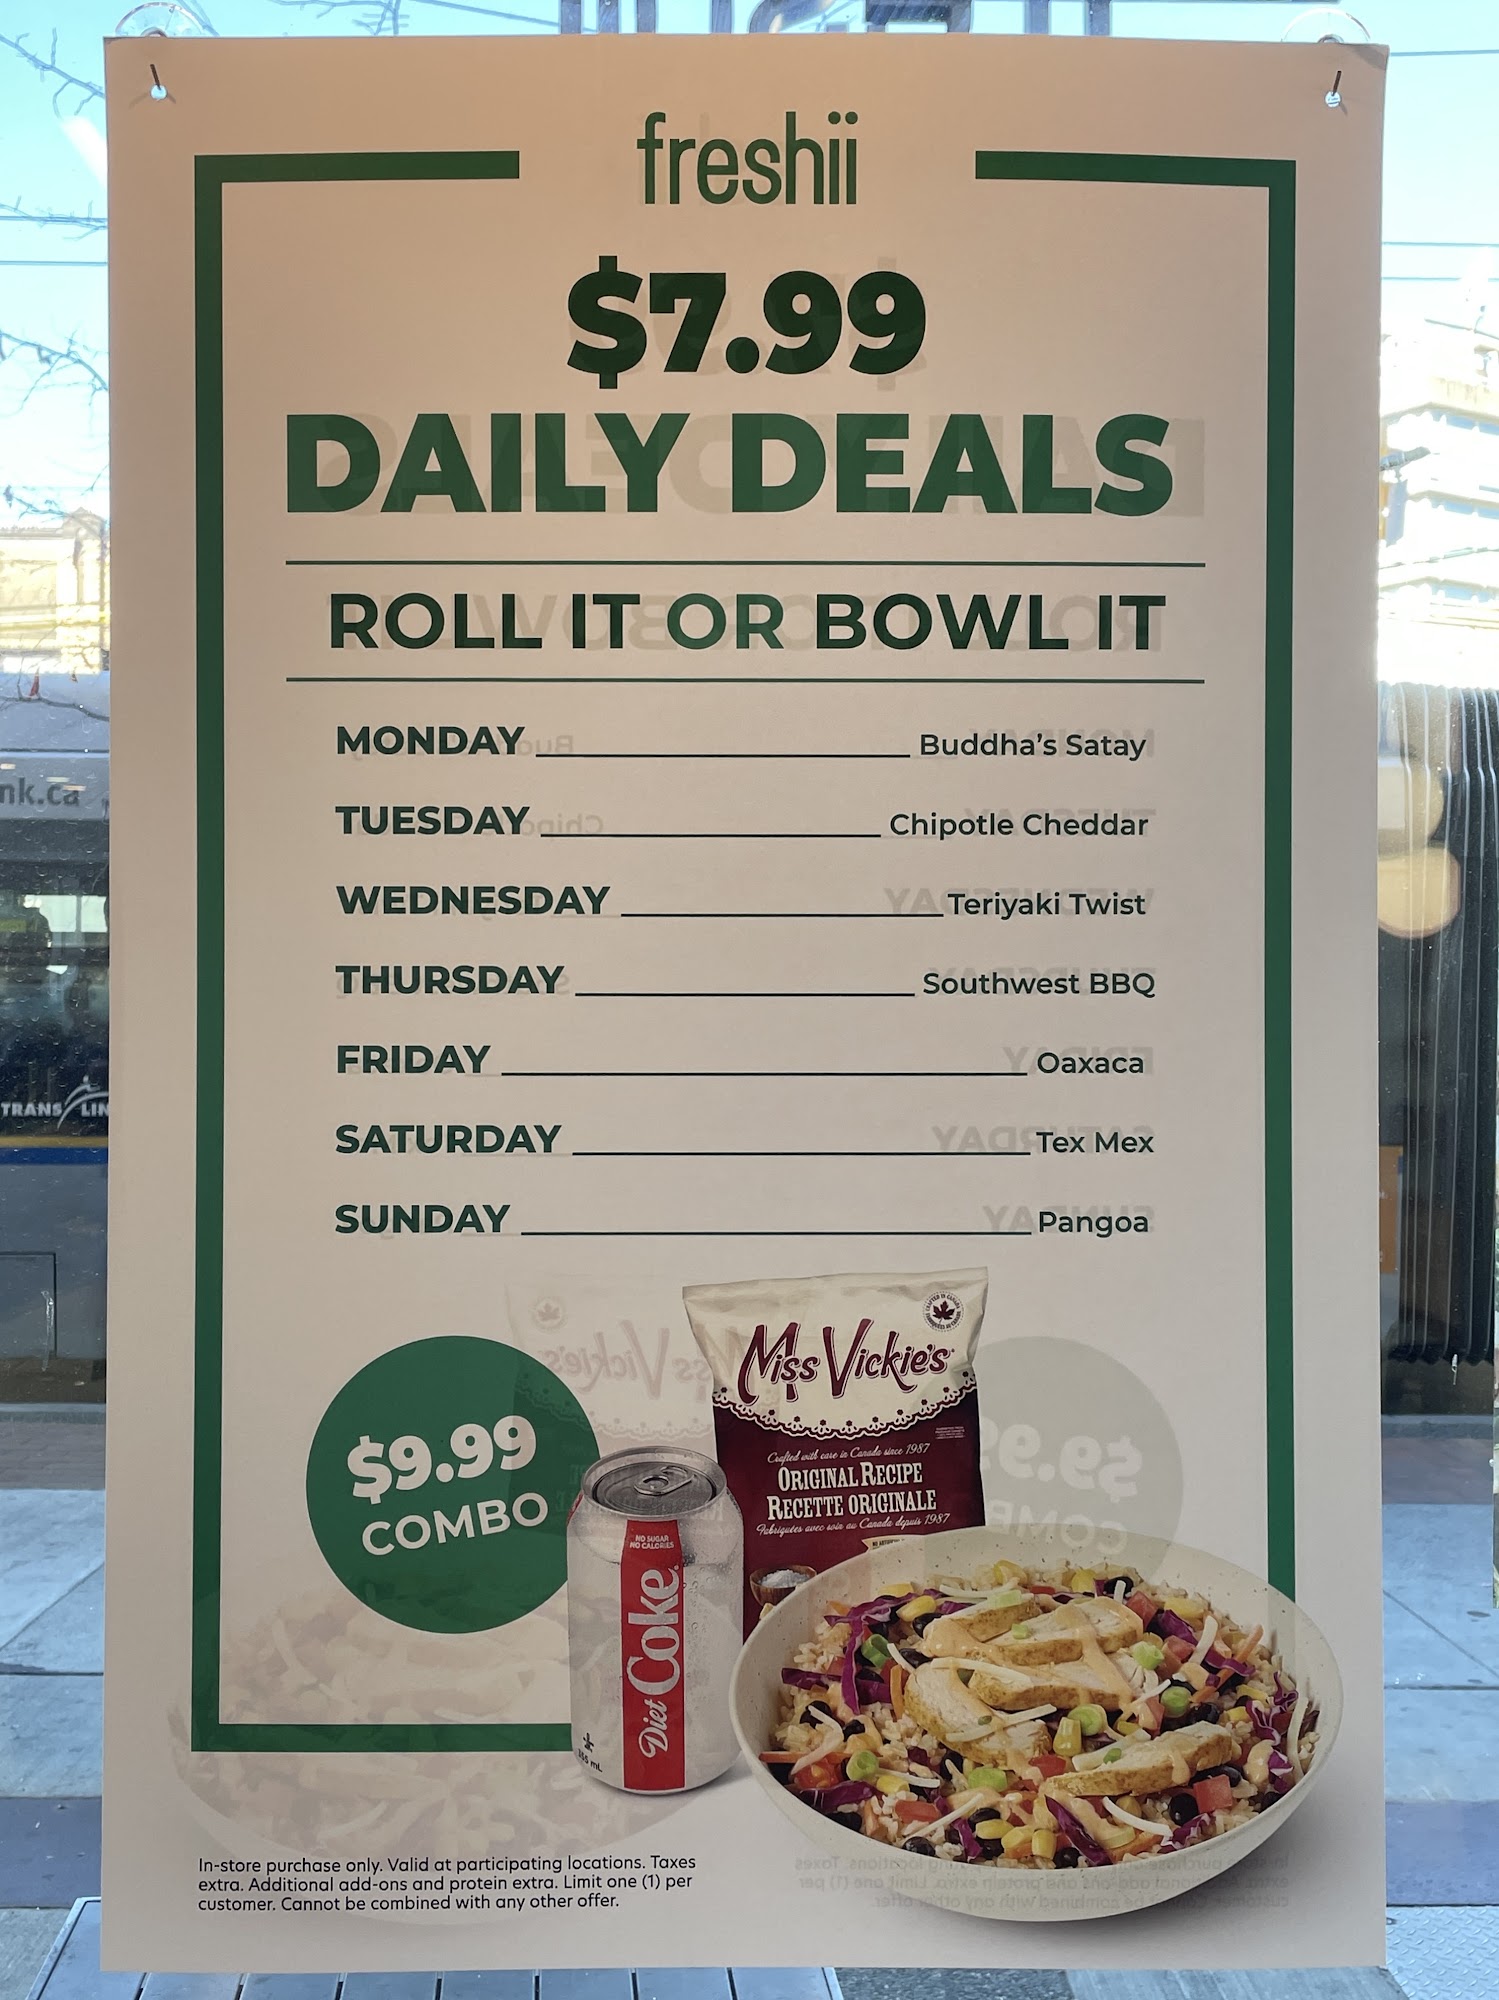 freshii
$7.99
DAILY DEALS
ROLL IT OR BOWL IT
MONDAY Buddha's Satay
TUESDAY Chipotle Cheddar
WEDNESDAY Teriyaki Twist
THURSDAY Southwest BBQ
FRIDAY Oaxaca
SATURDAY Tex Mex
SUNDAY Pangoa
$9.99
COMBO
Miss Vickie's
Crafted with care in Canada since 1987
ORIGINAL RECIPE
RECETTE ORIGINALE
Fabriquées avec soin au Canada depuis 1987
NO SUGAR
NO CALORIES
Diet Coke
355 mL
In-store purchase only. Valid at participating locations. Taxes
extra. Additional add-ons and protein extra. Limit one (1) per
customer. Cannot be combined with any other offer.
nk.ca
TRANS LIN